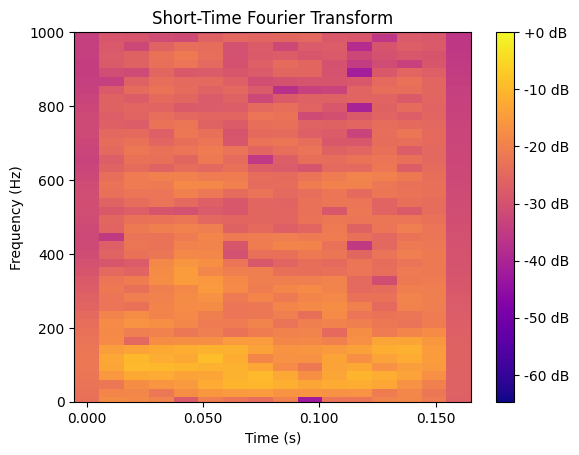 Short-Time Fourier Transform
1000
800
600
400
200
0
Frequency (Hz)
0.000
0.050
0.100
0.150
Time (s)
+0 dB
-10 dB
-20 dB
-30 dB
-40 dB
-50 dB
-60 dB